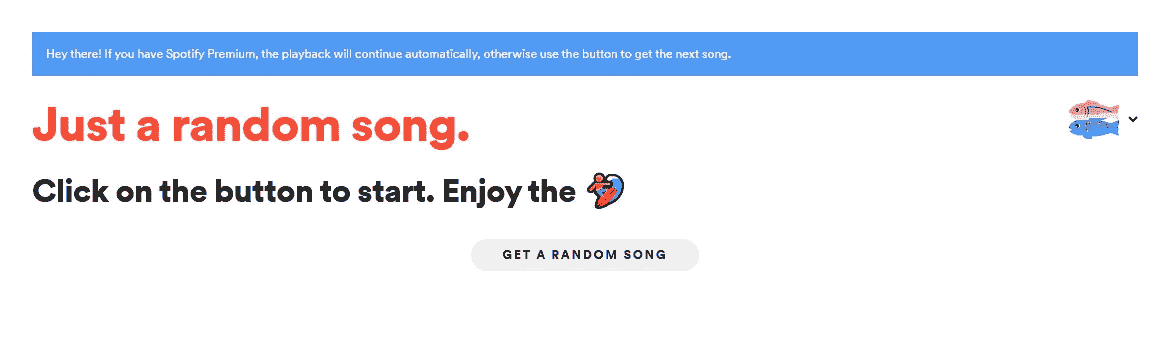 Hey there! If you have Spotify Premium, the playback will continue automatically, otherwise use the button to get the next song.
Just a random song.
Click on the button to start. Enjoy the
GET A RANDOM SONG